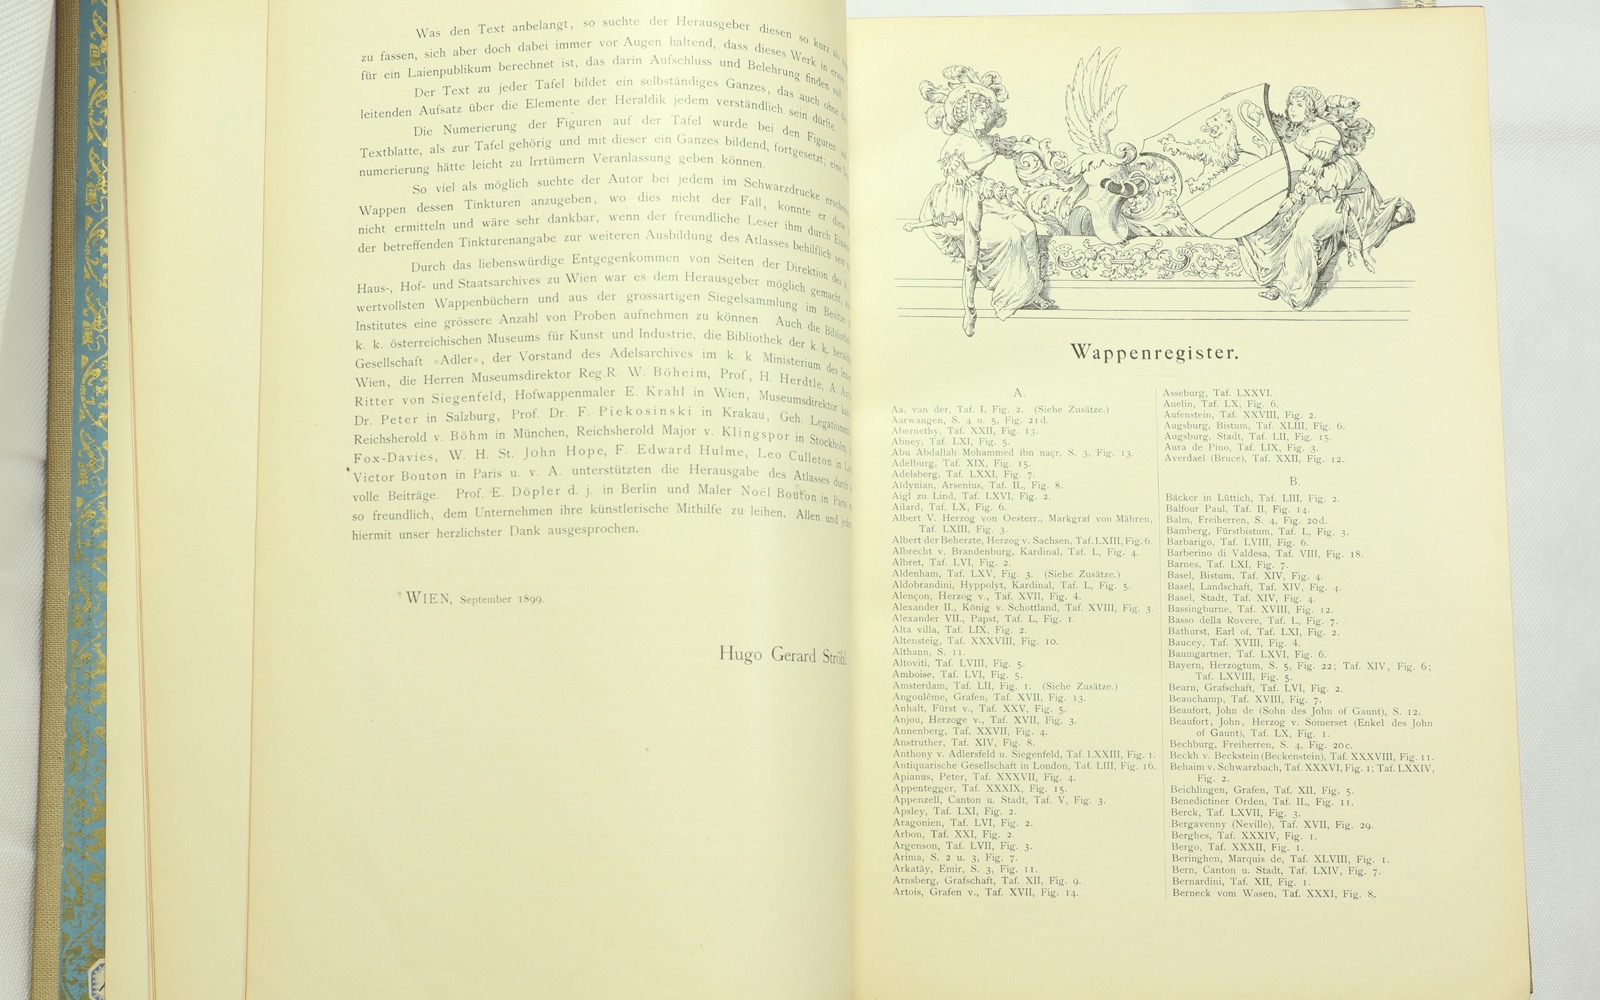 Was den Text anbelangt, so suchte der Herausgeber diesen so kurz als
zu fassen, sich aber doch dabei immer vor Augen haltend, dass dieses Werk in
für ein Laienpublikum berechnet ist, das darin Aufschluss und Belehrung finden soll
Der Text zu jeder Tafel bildet ein selbständiges Ganzes, das auch ohne
leitenden Aufsatz über die Elemente der Heraldik jedem verständlich sein dürfte.
Die Numerierung der Figuren auf der Tafel wurde bei den Figuren
Textblatte, als zur Tafel gehörig und mit dieser ein Ganzes bildend, fortgesetzt; eine
numerierung hätte leicht zu Irrtümern Veranlassung geben können.
So viel als möglich suchte der Autor bei jedem im Schwarzdrucke
Wappen dessen Tinkturen anzugeben, wo dies nicht der Fall, konnte er diese
nicht ermitteln und wäre sehr dankbar, wenn der freundliche Leser ihm durch
der betreffenden Tinkturenangabe zur weiteren Ausbildung des Atlasses behilflich sein
Durch das liebenswürdige Entgegenkommen von Seiten der Direktion des k.
Haus-, Hof- und Staatsarchives zu Wien war es dem Herausgeber möglich gemacht,
wertvollsten Wappenbüchern und aus der grossartigen Siegelsammlung im Besitze
Institutes eine grössere Anzahl von Proben aufnehmen zu können. Auch die
k. k. österreichischen Museums für Kunst und Industrie, die Bibliothek der k. k.
Gesellschaft »Adler«, der Vorstand des Adelsarchives im k. k. Ministerium des
Wien, die Herren Museumsdirektor Reg.R. W. Böheim, Prof. H. Herdtle, A.
Ritter von Siegenfeld, Hofwappenmaler E. Krahl in Wien, Museumsdirektor
Dr. Peter in Salzburg, Prof. Dr. F. Piekosinski in Krakau, Geh.
Reichsherold v. Böhm in München, Reichsherold Major v. Klingspor in Stockholm,
Fox-Davies, W. H. St. John Hope, F. Edward Hulme, Leo Culleton in
Victor Bouton in Paris u. v. A. unterstützten die Herausgabe des Atlasses durch
volle Beiträge. Prof. E. Döpler d. j. in Berlin und Maler Noël Bouton in Paris
so freundlich, dem Unternehmen ihre künstlerische Mithilfe zu leihen. Allen und
hiermit unser herzlichster Dank ausgesprochen.
WIEN, September 1899.
Hugo Gerard Ströhl.
Wappenregister.
A.
Aa, van der, Taf. I, Fig. 2. (Siehe Zusätze.)
Aarwangen, S. 4 u. 5, Fig. 21d.
Abernethy, Taf. XXII, Fig. 13.
Abney, Taf. LXI, Fig. 5.
Abu Abdallah Mohammed ibn naçr, S. 3, Fig. 13.
Adelburg, Taf. XIX, Fig. 15.
Adelsberg, Taf. LXXI, Fig. 7.
Aïdynian, Arsenius, Taf. IL, Fig. 8.
Aigl zu Lind, Taf. LXVI, Fig. 2.
Ailard, Taf. LX, Fig. 6.
Albert V. Herzog von Oesterr., Markgraf von Mähren,
Taf. LXIII, Fig. 3.
Albert der Beherzte, Herzog v. Sachsen, Taf. LXIII, Fig. 6.
Albrecht v. Brandenburg, Kardinal, Taf. L, Fig. 4.
Albret, Taf. LVI, Fig. 2.
Aldenham, Taf. LXV, Fig. 3. (Siehe Zusätze.)
Aldobrandini, Hyppolyt, Kardinal, Taf. L, Fig. 5.
Alençon, Herzog v., Taf. XVII, Fig. 4.
Alexander II., König v. Schottland, Taf. XVIII, Fig. 3.
Alexander VII., Papst, Taf. L, Fig. 1.
Alta villa, Taf. LIX, Fig. 2.
Altensteig, Taf. XXXVIII, Fig. 10.
Althann, S. 11.
Altoviti, Taf. LVIII, Fig. 5.
Amboise, Taf. LVI, Fig. 5.
Amsterdam, Taf. LII, Fig. 1. (Siehe Zusätze.)
Angoulême, Grafen, Taf. XVII, Fig. 13.
Anhalt, Fürst v., Taf. XXV, Fig. 5.
Anjou, Herzoge v., Taf. XVII, Fig. 3.
Annenberg, Taf. XXVII, Fig. 4.
Anstruther, Taf. XIV, Fig. 8.
Anthony v. Adlersfeld u. Siegenfeld, Taf. LXXIII, Fig. 1.
Antiquarische Gesellschaft in London, Taf. LIII, Fig. 16.
Apianus, Peter, Taf. XXXVII, Fig. 4.
Appentegger, Taf. XXXIX, Fig. 15.
Appenzell, Canton u. Stadt, Taf. V, Fig. 3.
Apsley, Taf. LXI, Fig. 2.
Aragonien, Taf. LVI, Fig. 2.
Arbon, Taf. XXI, Fig. 2.
Argenson, Taf. LVII, Fig. 3.
Arima, S. 2 u. 3, Fig. 7.
Arkatây, Emir, S. 3, Fig. 11.
Arnsberg, Grafschaft, Taf. XII, Fig. 9.
Artois, Grafen v., Taf. XVII, Fig. 14.
Asseburg, Taf. LXXVI.
Auelin, Taf. LX, Fig. 6.
Aufenstein, Taf. XXVIII, Fig. 2.
Augsburg, Bistum, Taf. XLIII, Fig. 6.
Augsburg, Stadt, Taf. LII, Fig. 15.
Aura de Pino, Taf. LIX, Fig. 3.
Averdael (Bruce), Taf. XXII, Fig. 12.
B.
Bäcker in Lüttich, Taf. LIII, Fig. 2.
Balfour Paul, Taf. II, Fig. 14.
Balm, Freiherren, S. 4, Fig. 20d.
Bamberg, Fürstbistum, Taf. L, Fig. 3.
Barbarigo, Taf. LVIII, Fig. 6.
Barberino di Valdesa, Taf. VIII, Fig. 18.
Barnes, Taf. LXI, Fig. 7.
Basel, Bistum, Taf. XIV, Fig. 4.
Basel, Landschaft, Taf. XIV, Fig. 4.
Basel, Stadt, Taf. XIV, Fig. 4.
Bassingburne, Taf. XVIII, Fig. 12.
Basso della Rovere, Taf. L, Fig. 7.
Bathurst, Earl of, Taf. LXI, Fig. 2.
Baucey, Taf. XVIII, Fig. 4.
Baumgartner, Taf. LXVI, Fig. 6.
Bayern, Herzogtum, S. 5, Fig. 22; Taf. XIV, Fig. 6;
Taf. LXVIII, Fig. 5.
Bearn, Grafschaft, Taf. LVI, Fig. 2.
Beauchamp, Taf. XVIII, Fig. 7.
Beaufort, John de (Sohn des John of Gaunt), S. 12.
Beaufort, John, Herzog v. Somerset (Enkel des John
of Gaunt), Taf. LX, Fig. 1.
Bechburg, Freiherren, S. 4, Fig. 20c.
Beckh v. Beckstein (Beckenstein), Taf. XXXVIII, Fig. 11.
Behaim v. Schwarzbach, Taf. XXXVI, Fig. 1; Taf. LXXIV,
Fig. 2.
Beichlingen, Grafen, Taf. XII, Fig. 5.
Benedictiner Orden, Taf. IL, Fig. 11.
Berck, Taf. LXVII, Fig. 3.
Bergavenny (Neville), Taf. XVII, Fig. 29.
Berghes, Taf. XXXIV, Fig. 1.
Bergo, Taf. XXXII, Fig. 1.
Beringhen, Marquis de, Taf. XLVIII, Fig. 1.
Bern, Canton u. Stadt, Taf. LXIV, Fig. 7.
Bernardini, Taf. XII, Fig. 1.
Berneck vom Wasen, Taf. XXXI, Fig. 8.